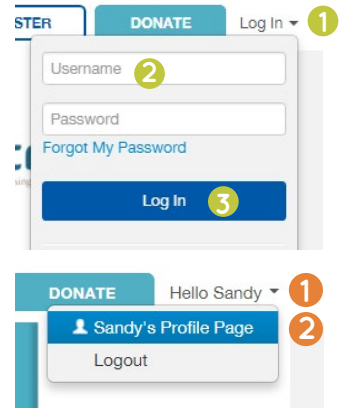 STER DONATE Log In 1
Username 2
Password
Forgot My Password
Log In 3
DONATE Hello Sandy 1
Sandy's Profile Page 2
Logout